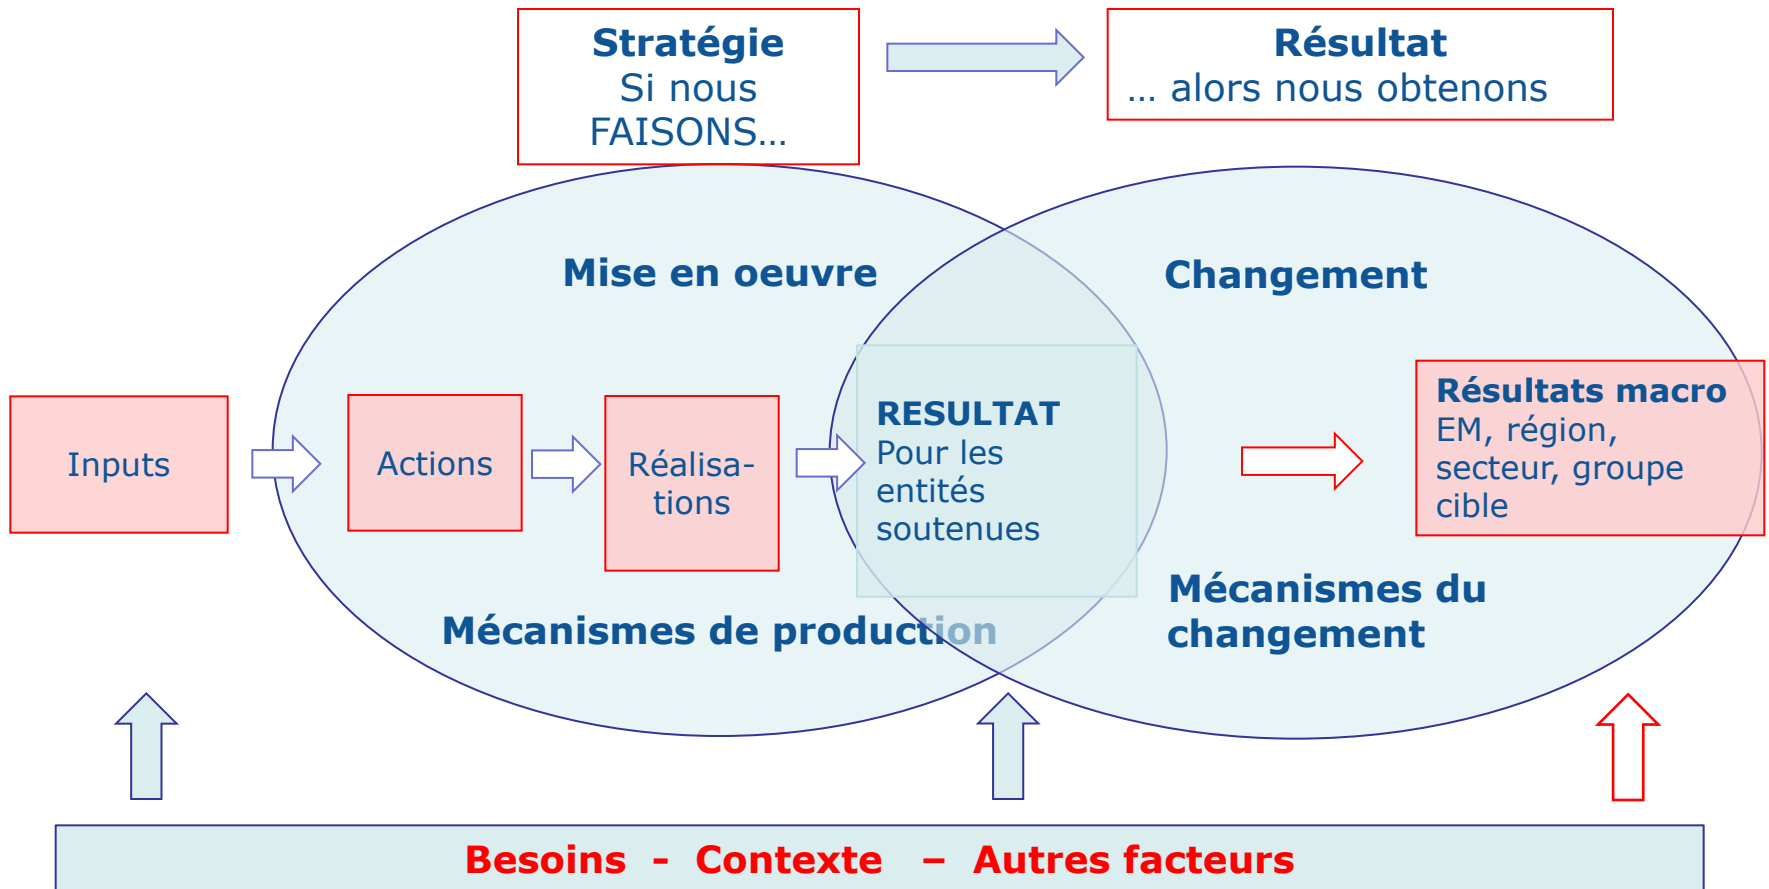 Stratégie
Si nous
FAISONS…
Résultat
… alors nous obtenons
Mise en oeuvre
Changement
Inputs
Actions
Réalisa-
tions
RESULTAT
Pour les
entités
soutenues
Résultats macro
EM, région,
secteur, groupe
cible
Mécanismes de production
Mécanismes du
changement
Besoins - Contexte – Autres facteurs